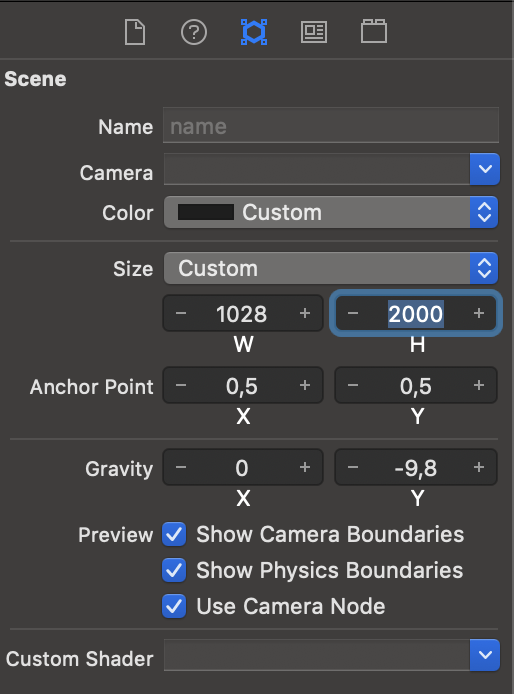 Scene
Name name
Camera
Color Custom
Size Custom
− 1028 + − 2000 +
W H
Anchor Point − 0,5 + − 0,5 +
X Y
Gravity − 0 + − -9,8 +
X Y
Preview Show Camera Boundaries
Show Physics Boundaries
Use Camera Node
Custom Shader